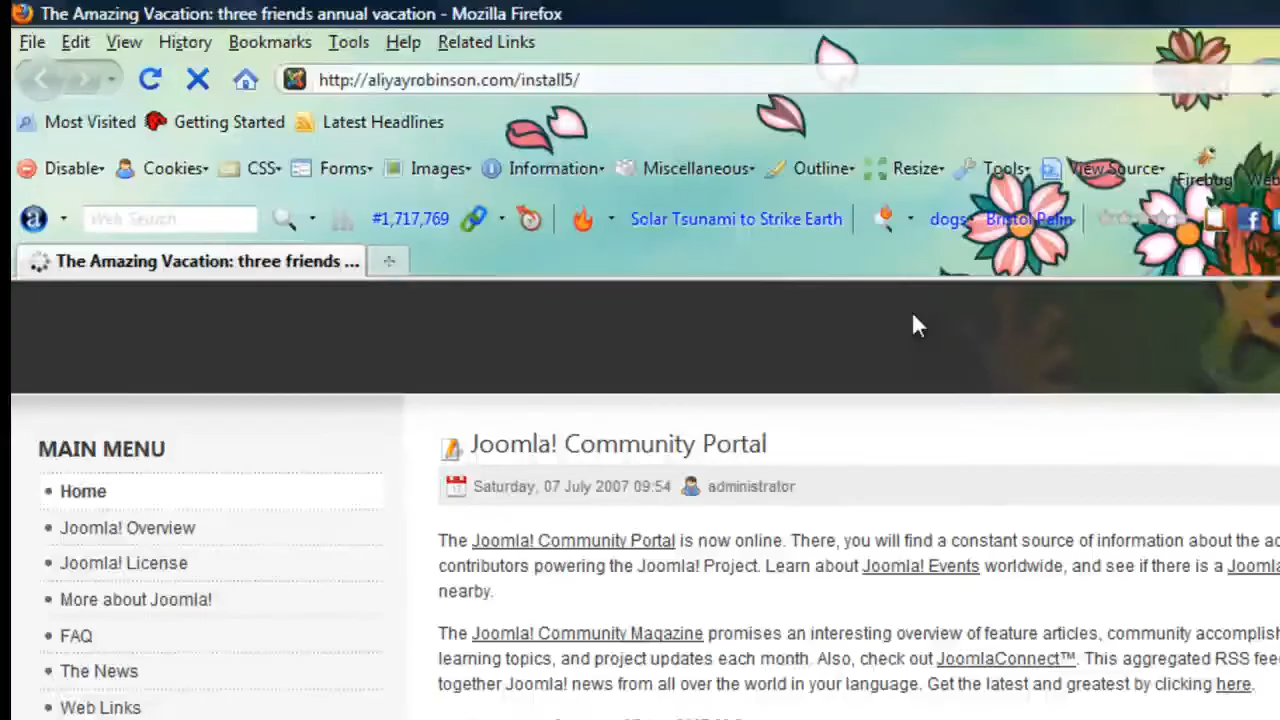 The Amazing Vacation: three friends annual vacation - Mozilla Firefox
File Edit View History Bookmarks Tools Help Related Links
http://aliyayrobinson.com/install5/
Most Visited Getting Started Latest Headlines
Disable Cookies CSS Forms Images Information Miscellaneous Outline Resize Tools View Source Firebug
a Web Search #1,717,769 Solar Tsunami to Strike Earth dogs Bristol Palin
The Amazing Vacation: three friends ...
MAIN MENU
Home
Joomla! Overview
Joomla! License
More about Joomla!
FAQ
The News
Web Links
Joomla! Community Portal
Saturday, 07 July 2007 09:54 administrator
The Joomla! Community Portal is now online. There, you will find a constant source of information about the
contributors powering the Joomla! Project. Learn about Joomla! Events worldwide, and see if there is a
nearby.
The Joomla! Community Magazine promises an interesting overview of feature articles, community
learning topics, and project updates each month. Also, check out JoomlaConnect™. This aggregated RSS
together Joomla! news from all over the world in your language. Get the latest and greatest by clicking here.